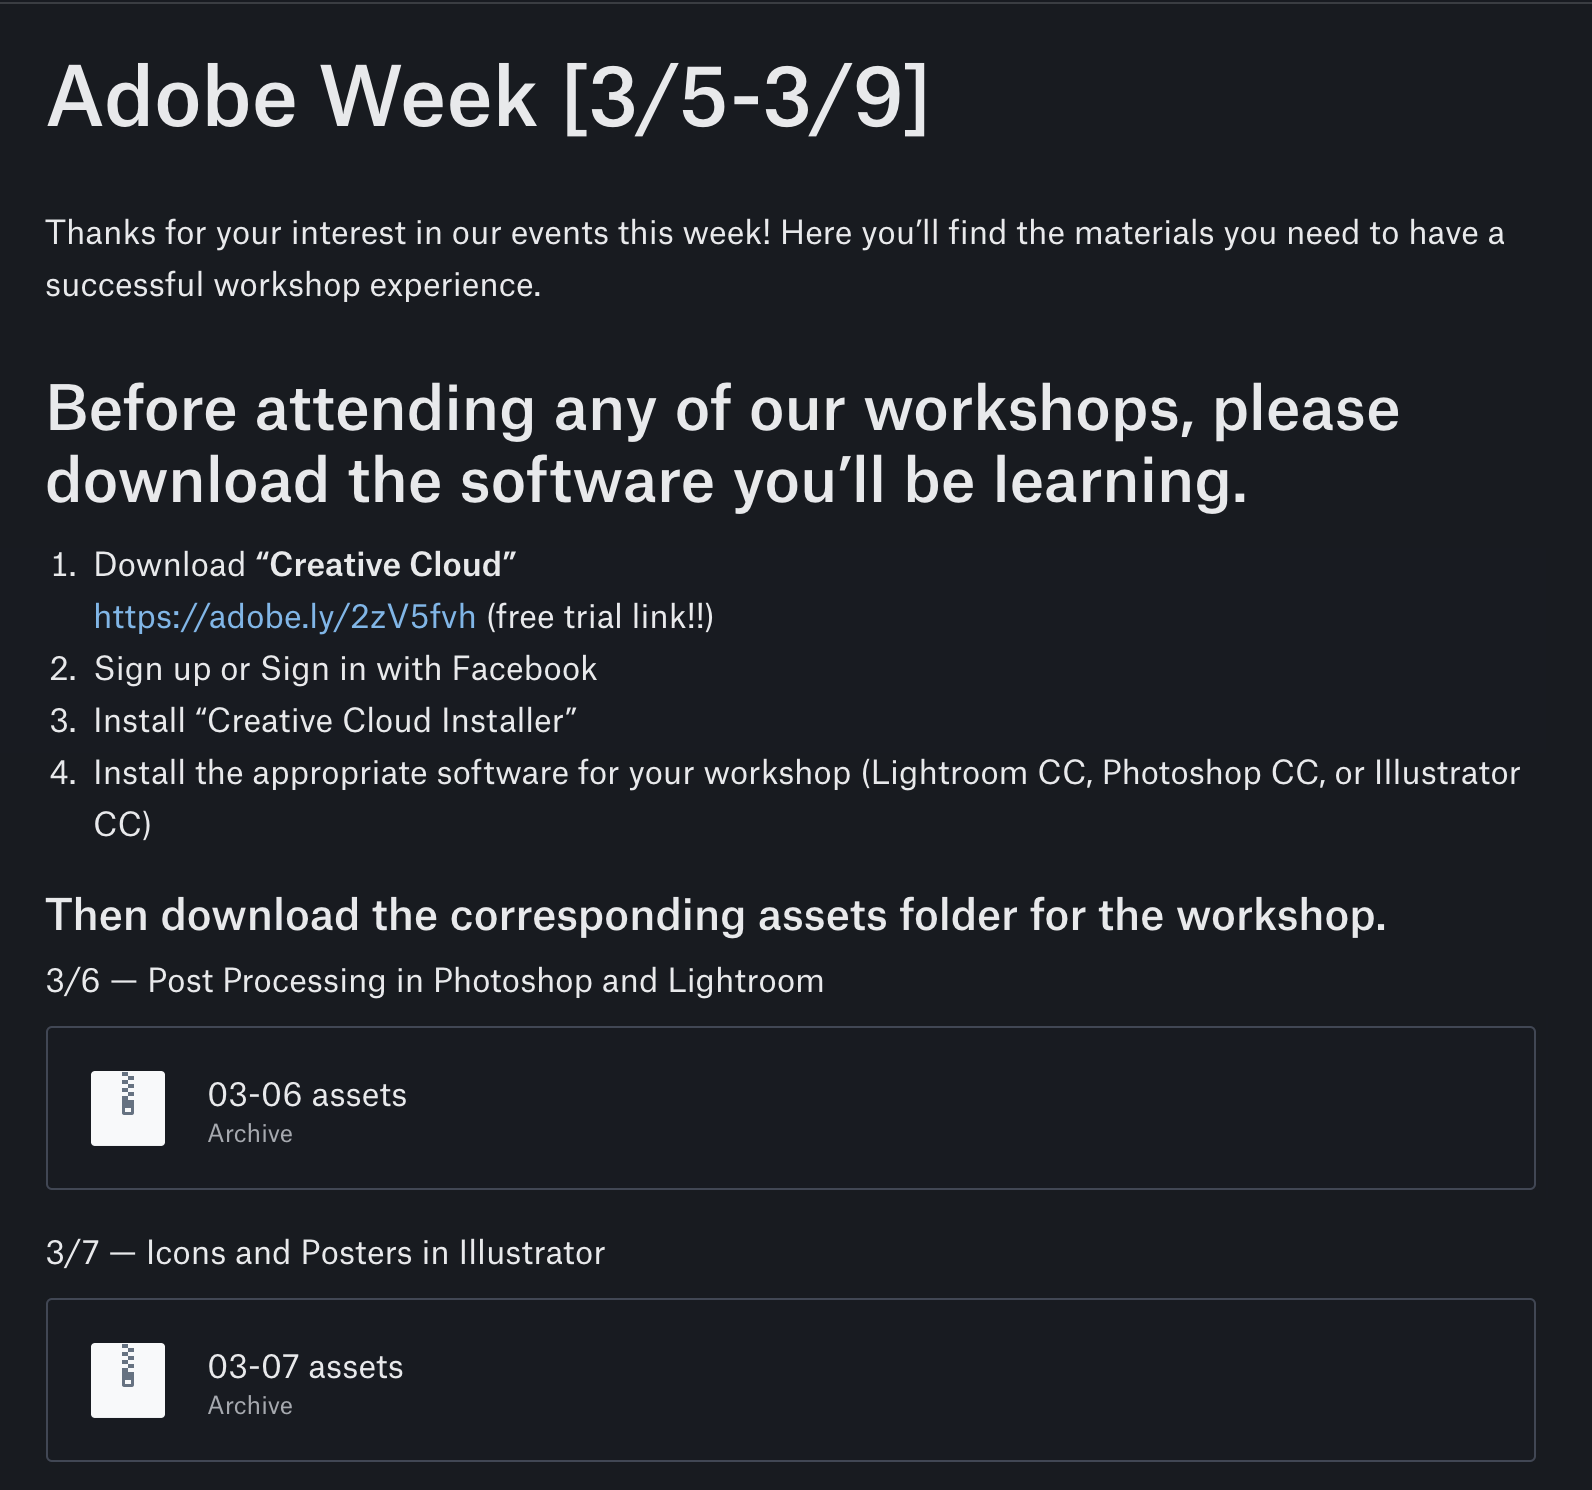 Adobe Week [3/5-3/9]
Thanks for your interest in our events this week! Here you’ll find the materials you need to have a
successful workshop experience.
Before attending any of our workshops, please
download the software you’ll be learning.
1. Download “Creative Cloud”
https://adobe.ly/2zV5fvh (free trial link!!)
2. Sign up or Sign in with Facebook
3. Install “Creative Cloud Installer”
4. Install the appropriate software for your workshop (Lightroom CC, Photoshop CC, or Illustrator
CC)
Then download the corresponding assets folder for the workshop.
3/6 — Post Processing in Photoshop and Lightroom
03-06 assets
Archive
3/7 — Icons and Posters in Illustrator
03-07 assets
Archive